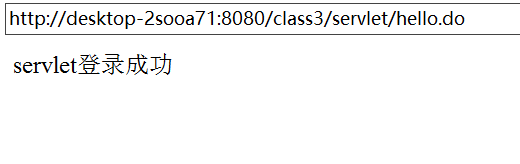 http://desktop-2sooa71:8080/class3/servlet/hello.do
servlet登录成功